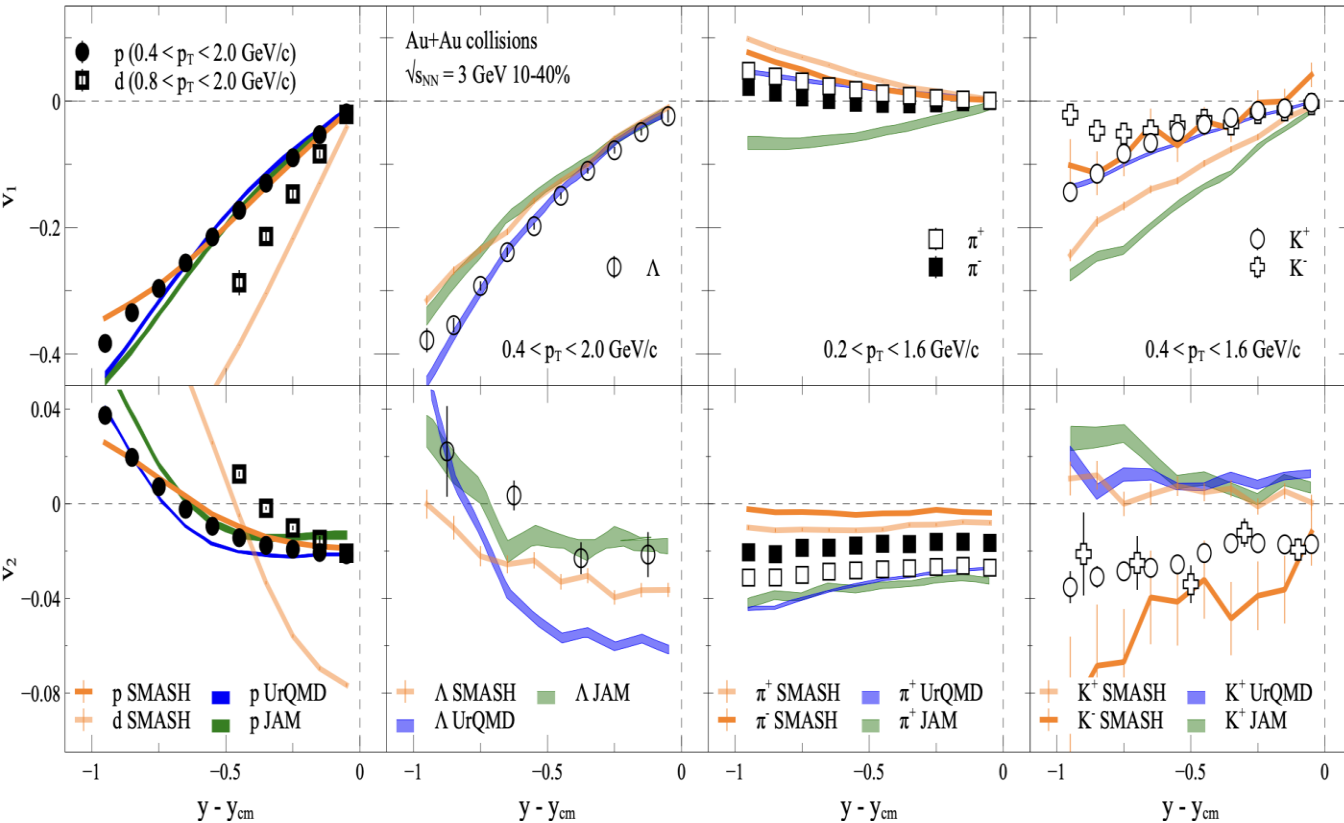 p (0.4 < p_T < 2.0 GeV/c)
d (0.8 < p_T < 2.0 GeV/c)
Au+Au collisions
√s_NN = 3 GeV 10-40%
0
−0.2
−0.4
v_1
Λ
0.4 < p_T < 2.0 GeV/c
π⁺
π⁻
0.2 < p_T < 1.6 GeV/c
K⁺
K⁻
0.4 < p_T < 1.6 GeV/c
0.04
0
−0.04
−0.08
v_2
p SMASH
p UrQMD
d SMASH
p JAM
Λ SMASH
Λ JAM
Λ UrQMD
π⁺ SMASH
π⁺ UrQMD
π⁻ SMASH
π⁺ JAM
K⁺ SMASH
K⁺ UrQMD
K⁻ SMASH
K⁺ JAM
−1 −0.5 0
−1 −0.5 0
−1 −0.5 0
−1 −0.5 0
y - y_cm
y - y_cm
y - y_cm
y - y_cm